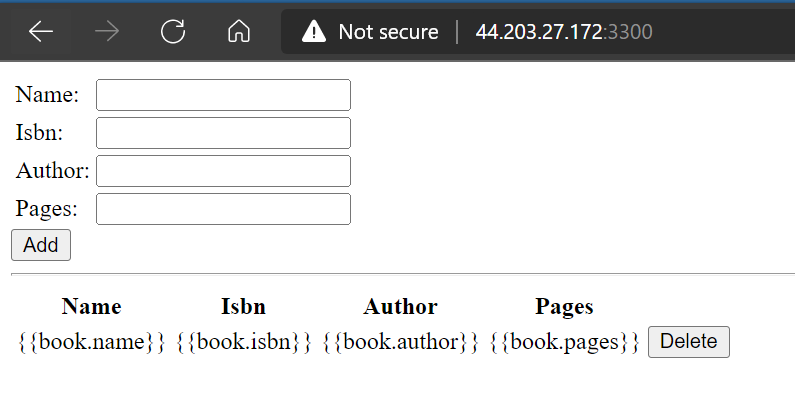 Not secure 44.203.27.172:3300
Name:
Isbn:
Author:
Pages:
Add
Name Isbn Author Pages
{{book.name}} {{book.isbn}} {{book.author}} {{book.pages}} Delete